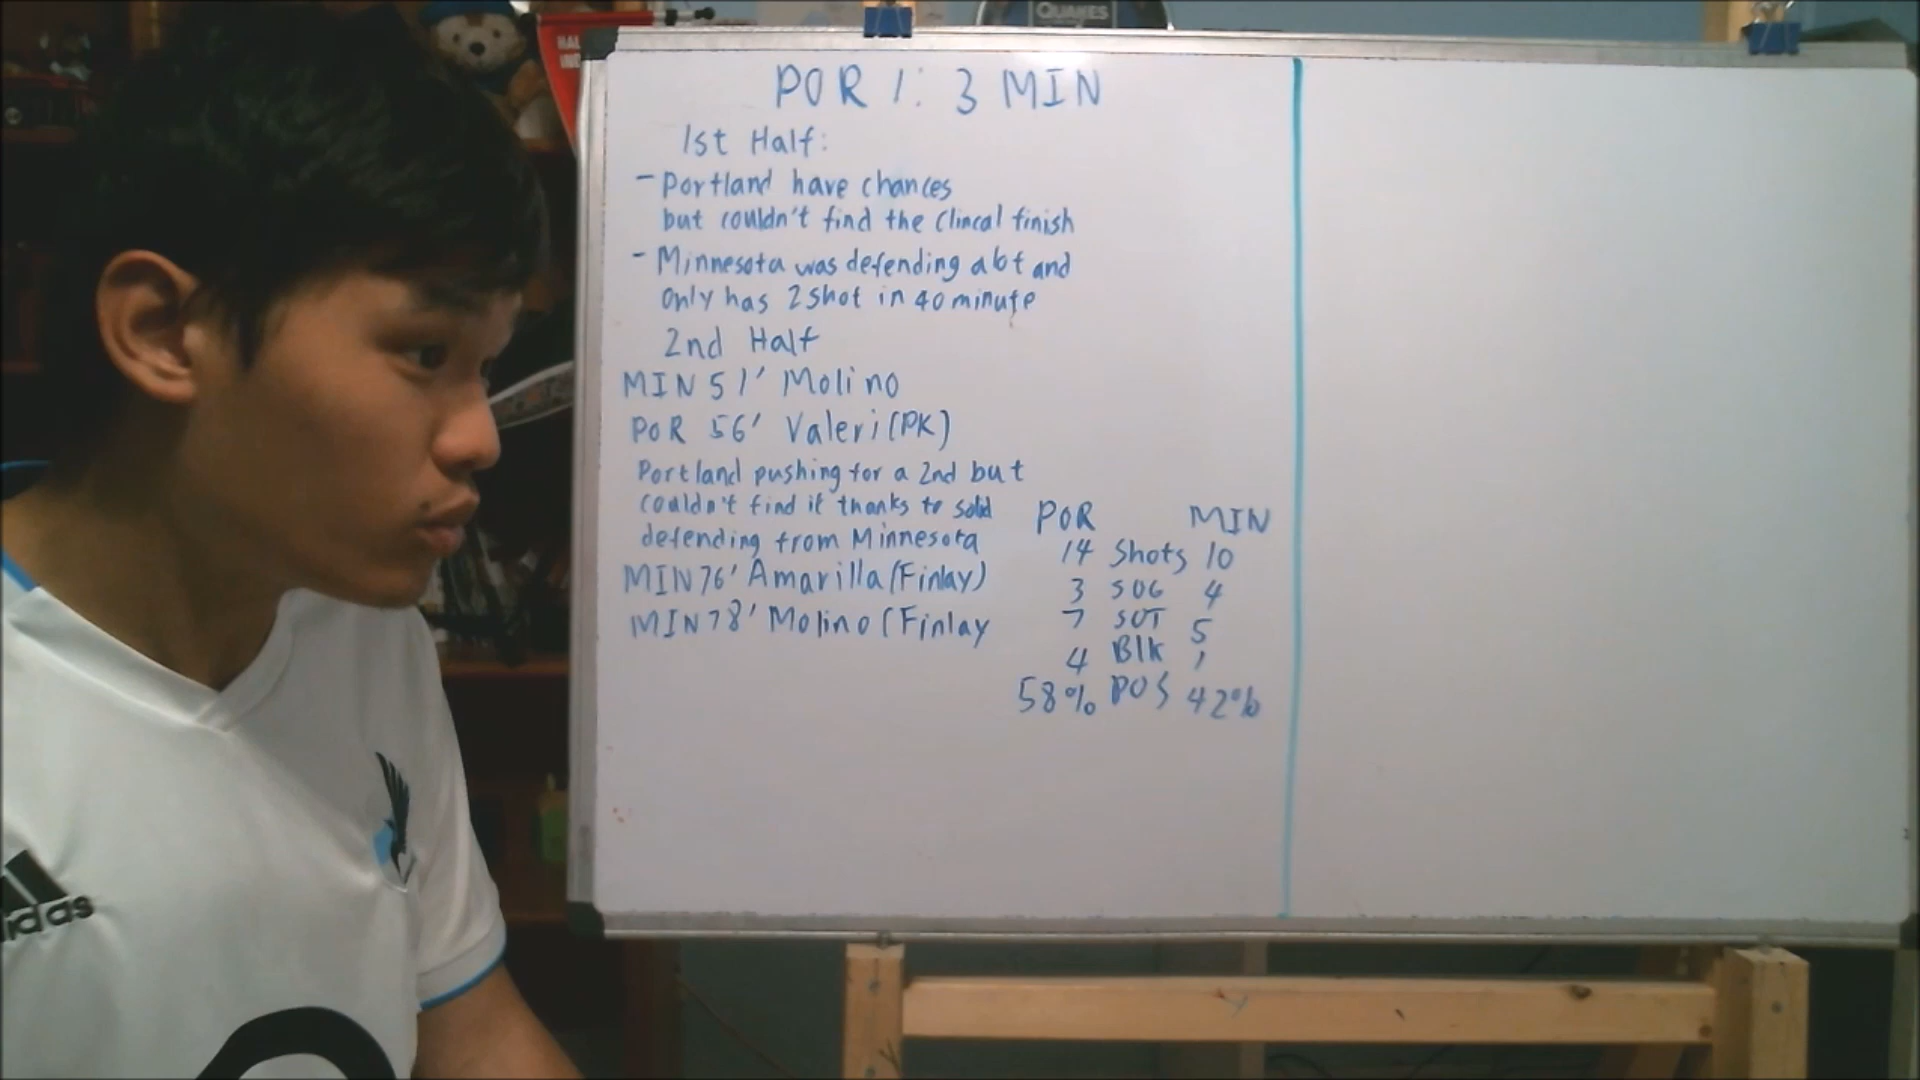 QUAKES
HAL
POR 1 : 3 MIN
1st Half:
- Portland have chances
but couldn't find the clincal finish
- Minnesota was defending alot and
only has 2 shot in 40 minute
2nd Half
MIN 51' Molino
POR 56' Valeri (PK)
Portland pushing for a 2nd but
couldn't find it thanks to solid
defending from Minnesota
MIN 76' Amarilla (Finlay)
MIN 78' Molino (Finlay
POR MIN
14 Shots 10
3 SOG 4
7 SOT 5
4 Blk 1
58% POS 42%
adidas